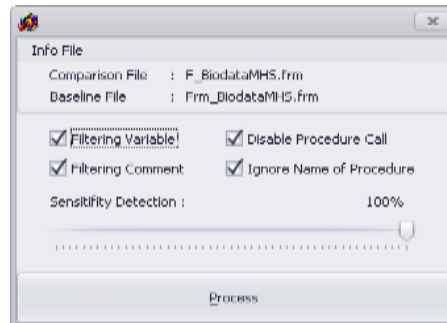 Info File
Comparison File : F_BiodataMHS.frm
Baseline File : Frm_BiodataMHS.frm
Filtering Variable Disable Procedure Call
Filtering Comment Ignore Name of Procedure
Sensitifity Detection : 100%
Process